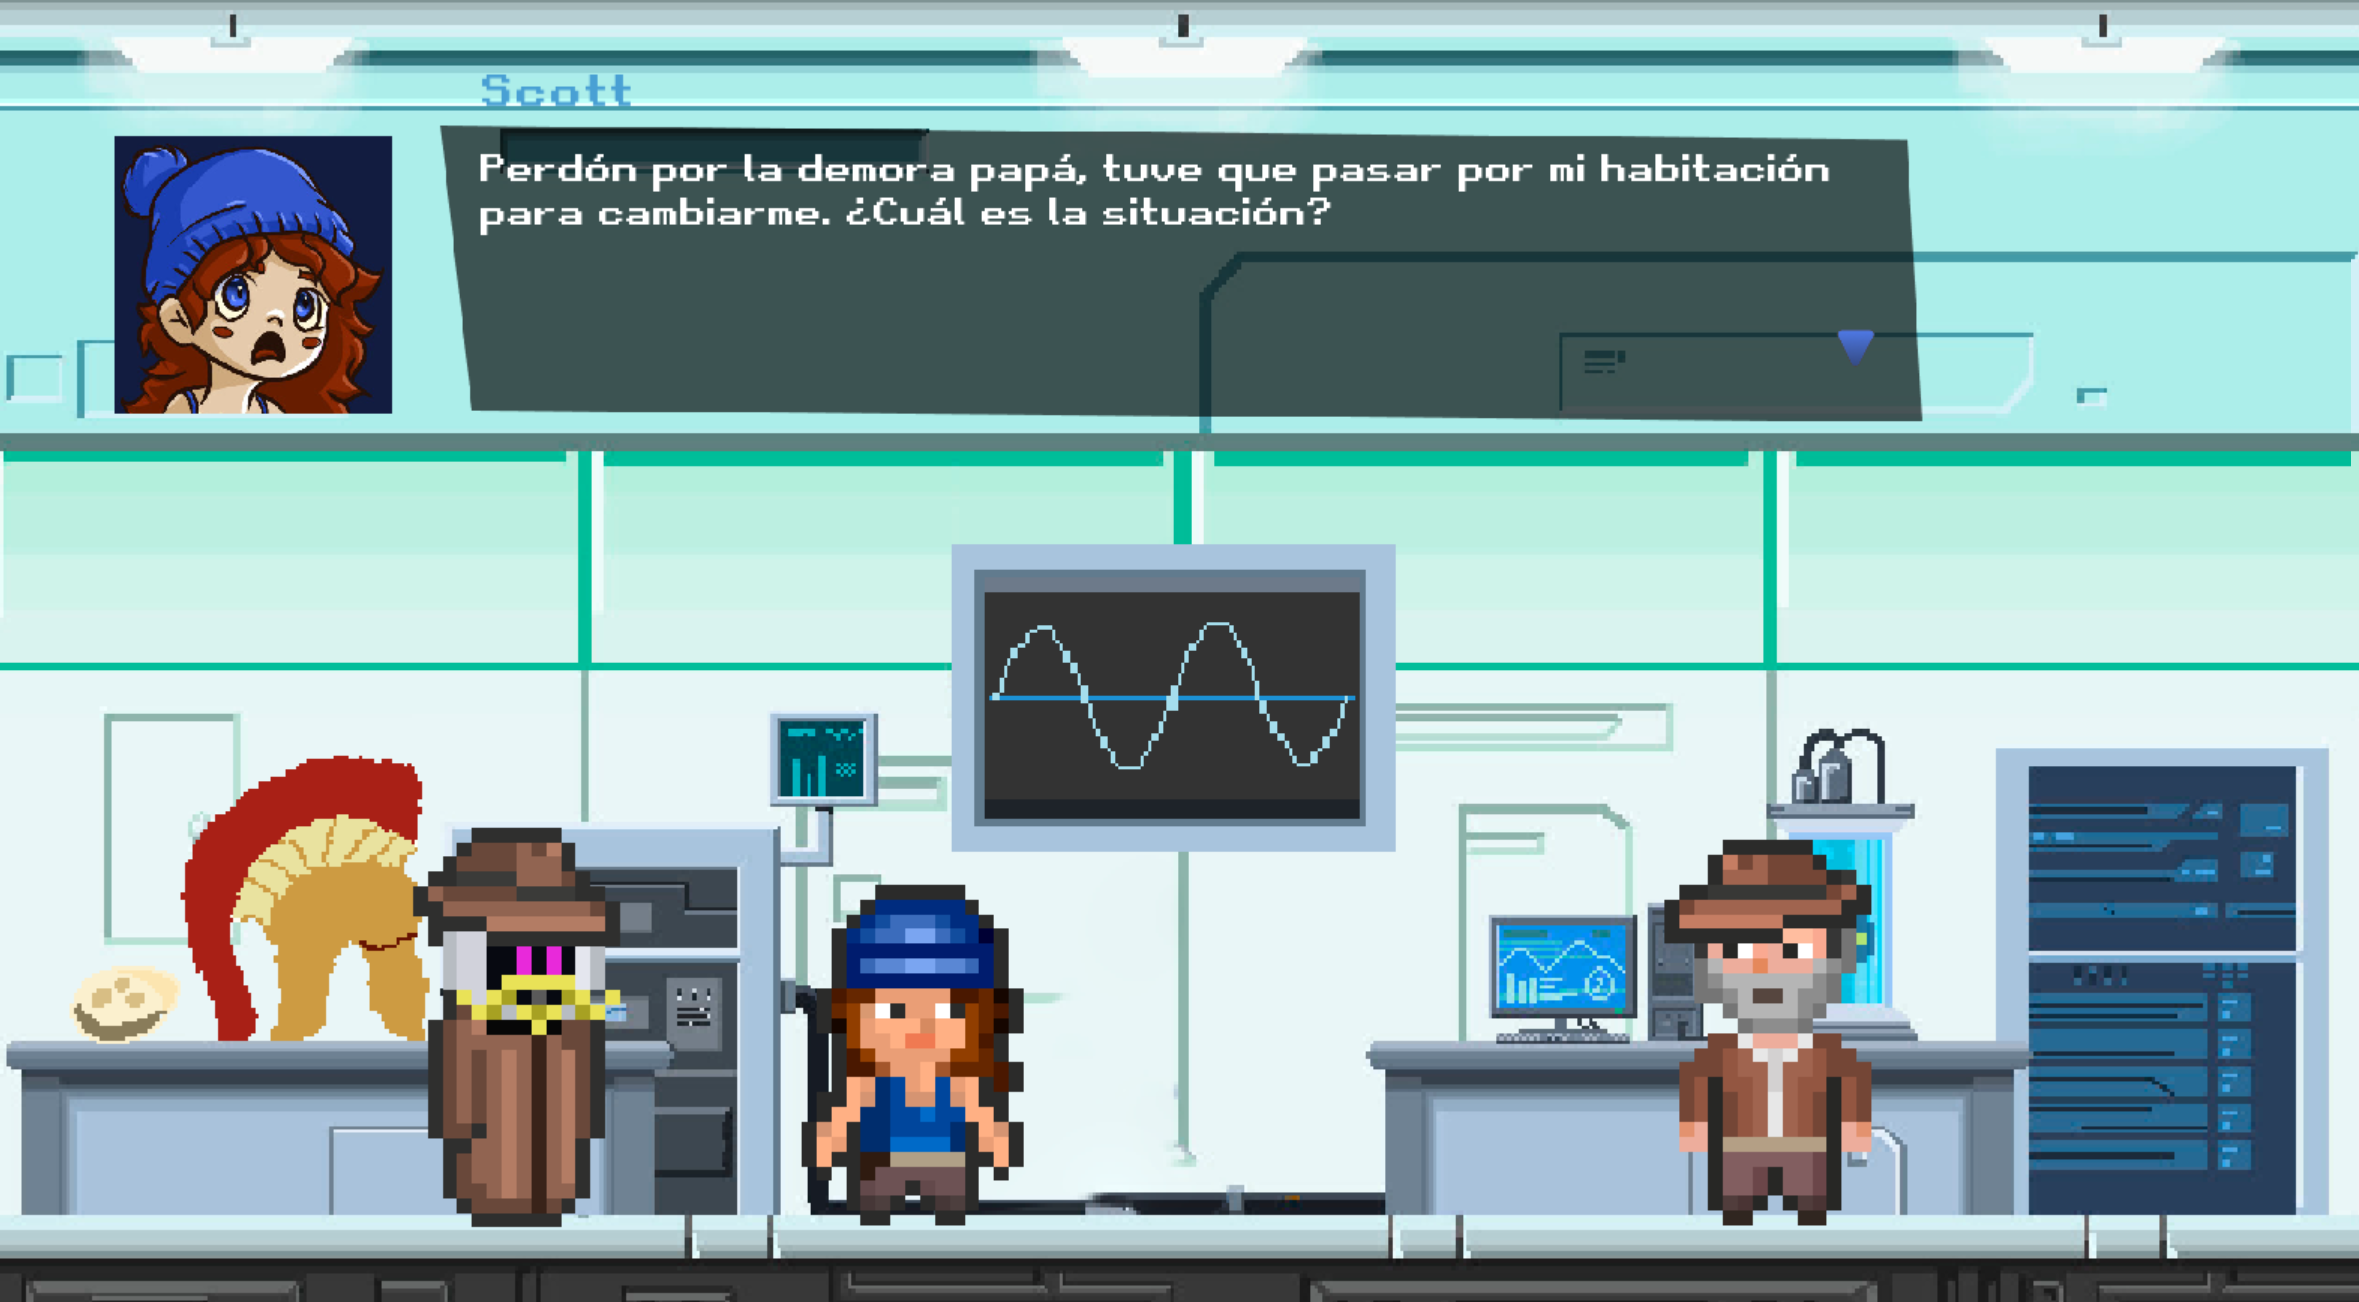 Scott
Perdón por la demora papá, tuve que pasar por mi habitación
para cambiarme. ¿Cuál es la situación?